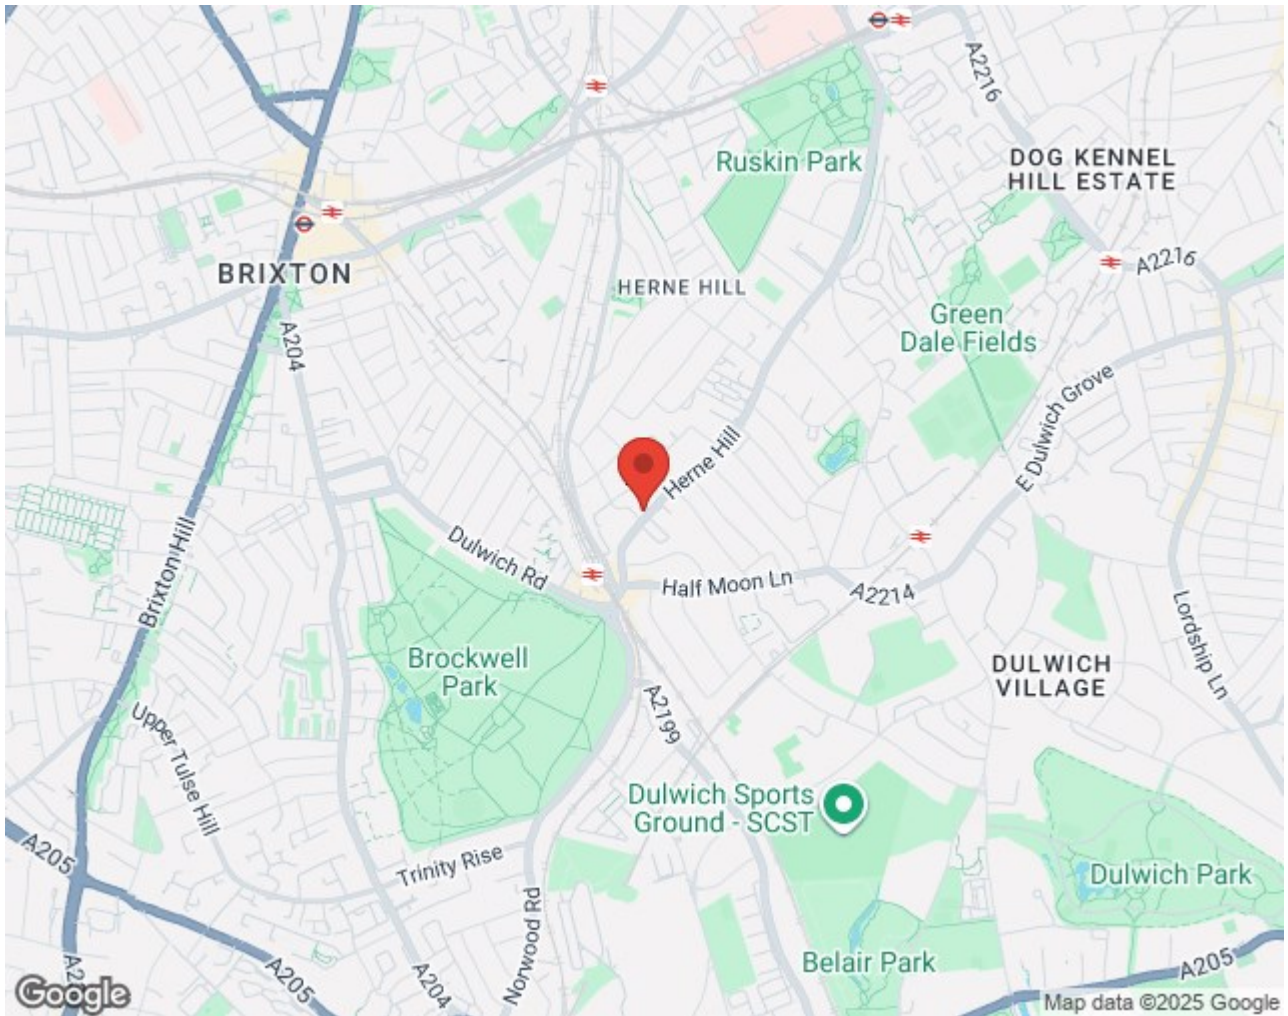 A2216
Ruskin Park
DOG KENNEL
HILL ESTATE
A2216
BRIXTON
HERNE HILL
Green
Dale Fields
A204
E Dulwich Grove
Herne Hill
Brixton Hill
Dulwich Rd
Half Moon Ln
A2214
Lordship Ln
Brockwell
Park
DULWICH
VILLAGE
A2199
Upper Tulse Hill
Dulwich Sports
Ground - SCST
A205
Trinity Rise
Dulwich Park
Norwood Rd
Belair Park
A205
A205
A204
Google
Map data ©2025 Google